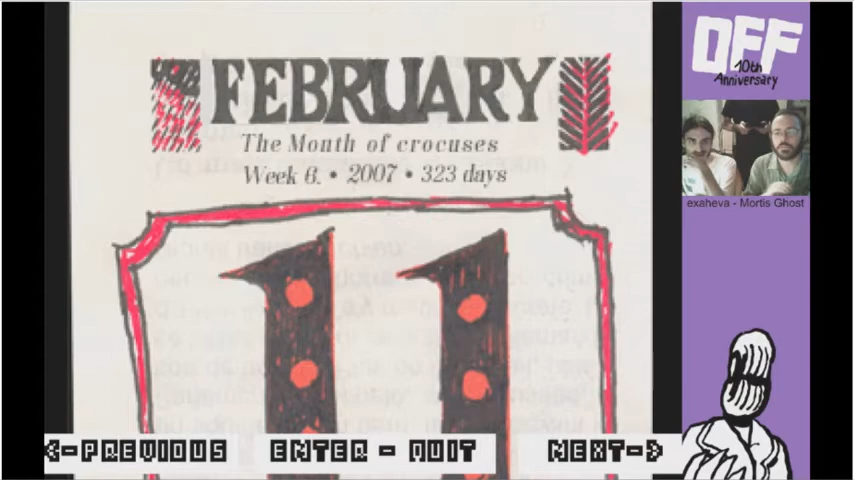 FEBRUARY
The Month of crocuses
Week 6. • 2007 • 323 days
11
<-PREVIOUS
ENTER - QUIT
NEXT->
OFF
10th
Anniversary
exaheva - Mortis Ghost